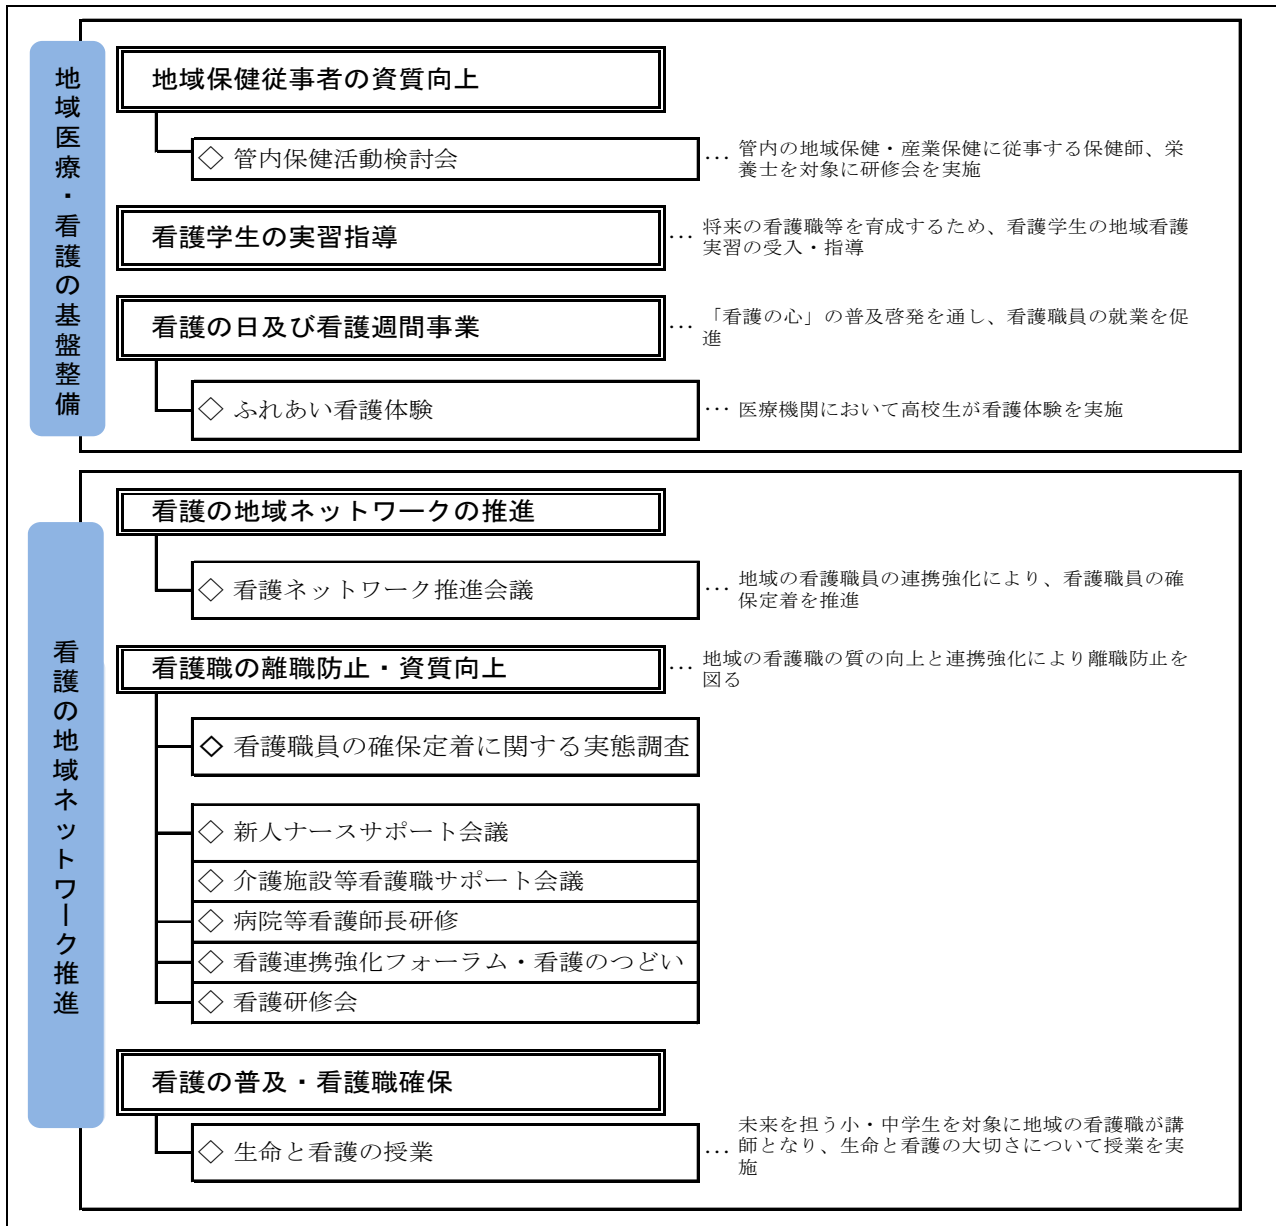 地域医療・看護の基盤整備
地域保健従事者の資質向上
◇ 管内保健活動検討会
… 管内の地域保健・産業保健に従事する保健師、栄
養士を対象に研修会を実施
看護学生の実習指導
… 将来の看護職等を育成するため、看護学生の地域看護
実習の受入・指導
看護の日及び看護週間事業
… 「看護の心」の普及啓発を通し、看護職員の就業を促
進
◇ ふれあい看護体験
… 医療機関において高校生が看護体験を実施
看護の地域ネットワーク推進
看護の地域ネットワークの推進
◇ 看護ネットワーク推進会議
… 地域の看護職員の連携強化により、看護職員の確
保定着を推進
看護職の離職防止・資質向上
… 地域の看護職の質の向上と連携強化により離職防止を
図る
◇ 看護職員の確保定着に関する実態調査
◇ 新人ナースサポート会議
◇ 介護施設等看護職サポート会議
◇ 病院等看護師長研修
◇ 看護連携強化フォーラム・看護のつどい
◇ 看護研修会
看護の普及・看護職確保
◇ 生命と看護の授業
… 未来を担う小・中学生を対象に地域の看護職が講
師となり、生命と看護の大切さについて授業を実
施